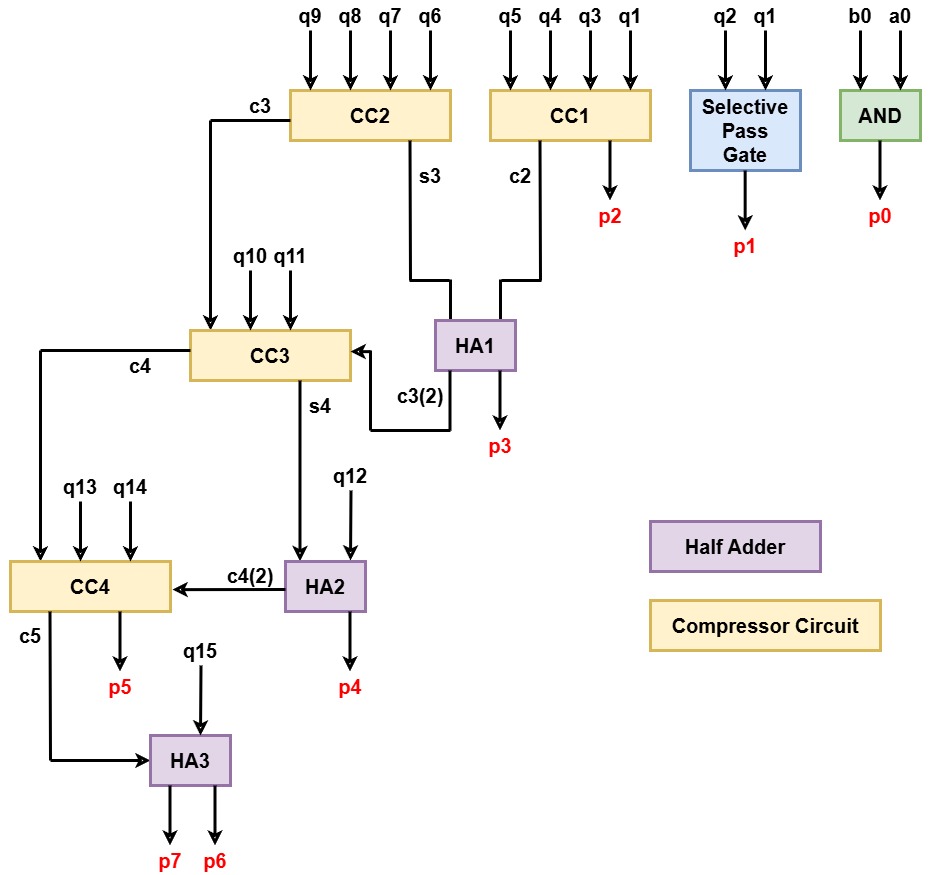 q9 q8 q7 q6 q5 q4 q3 q1 q2 q1 b0 a0
c3 CC2 CC1 Selective AND
Pass
Gate
s3 c2
p2 p0
p1
q10 q11
CC3 HA1
c4
c3(2)
s4
p3
q12
q13 q14
Half Adder
c4(2)
CC4 HA2
Compressor Circuit
c5
q15
p5 p4
HA3
p7 p6